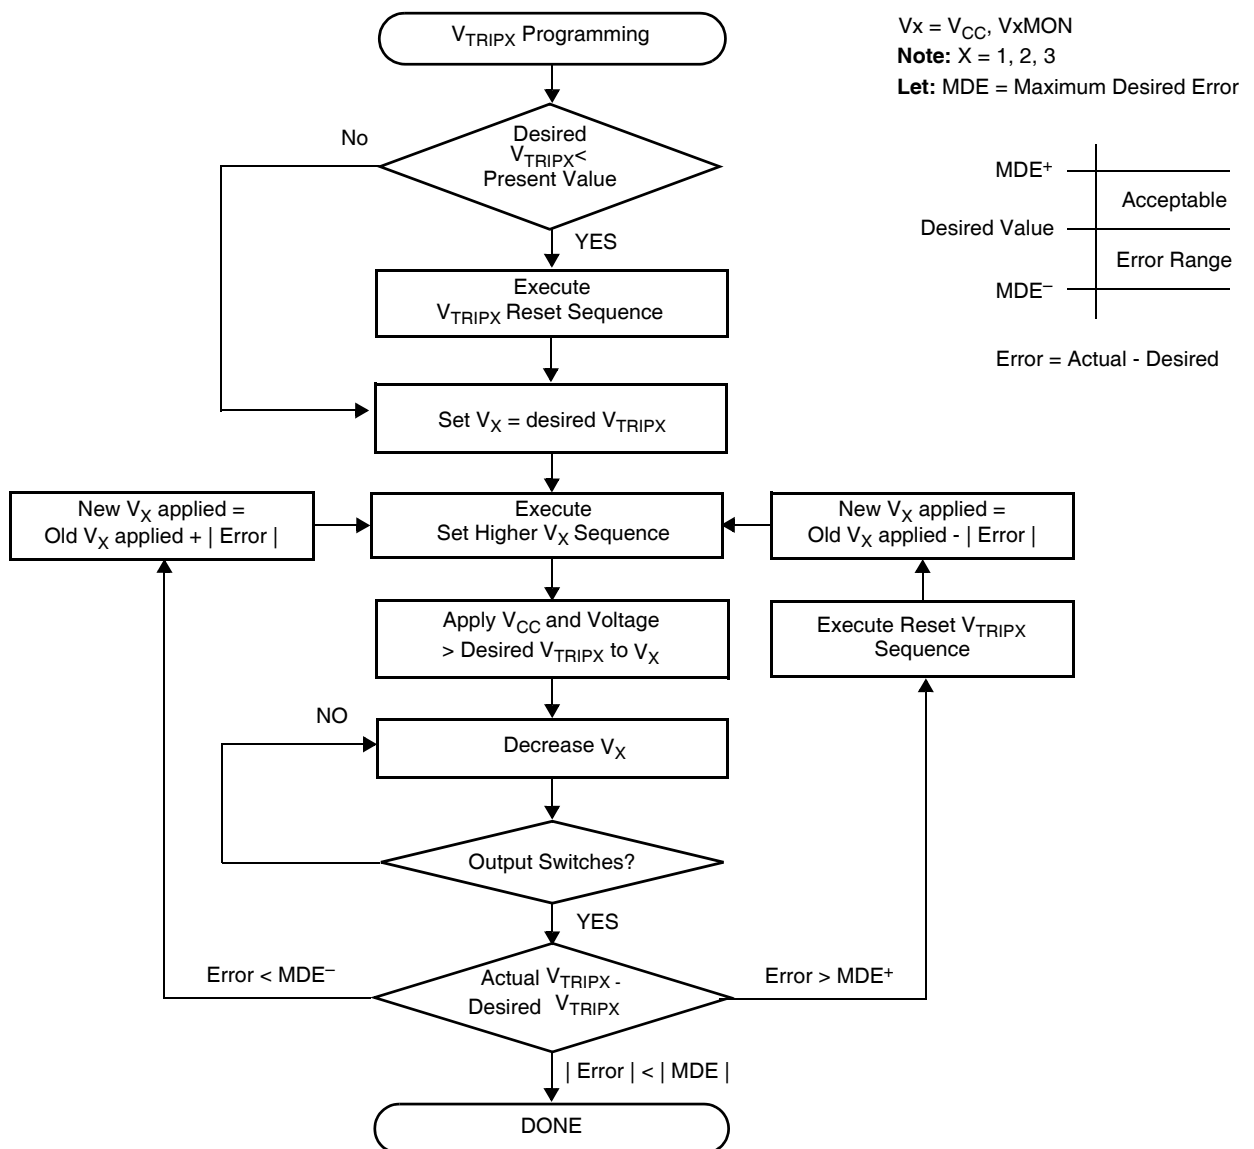 V_TRIPX Programming
Vx = V_CC, VxMON
Note: X = 1, 2, 3
Let: MDE = Maximum Desired Error
No
Desired
V_TRIPX<
Present Value
YES
MDE⁺
Acceptable
Desired Value
Error Range
MDE⁻
Error = Actual - Desired
Execute
V_TRIPX Reset Sequence
Set V_X = desired V_TRIPX
New V_X applied =
Old V_X applied + | Error |
Execute
Set Higher V_X Sequence
New V_X applied =
Old V_X applied - | Error |
Apply V_CC and Voltage
> Desired V_TRIPX to V_X
Execute Reset V_TRIPX
Sequence
NO
Decrease V_X
Output Switches?
YES
Error < MDE⁻
Actual V_TRIPX -
Desired V_TRIPX
Error > MDE⁺
| Error | < | MDE |
DONE